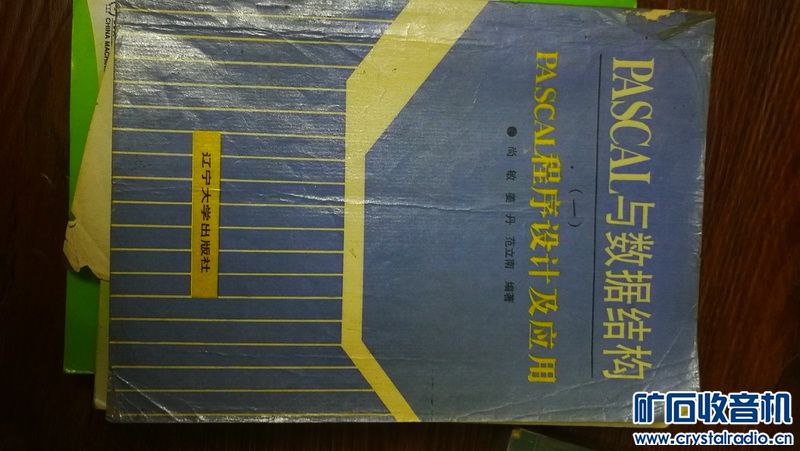 PASCAL与数据结构
（一）
PASCAL程序设计及应用
尚敏 姜丹 范立南 编著
辽宁大学出版社
CHINA MACHINE
矿石收音机
www.crystalradio.cn